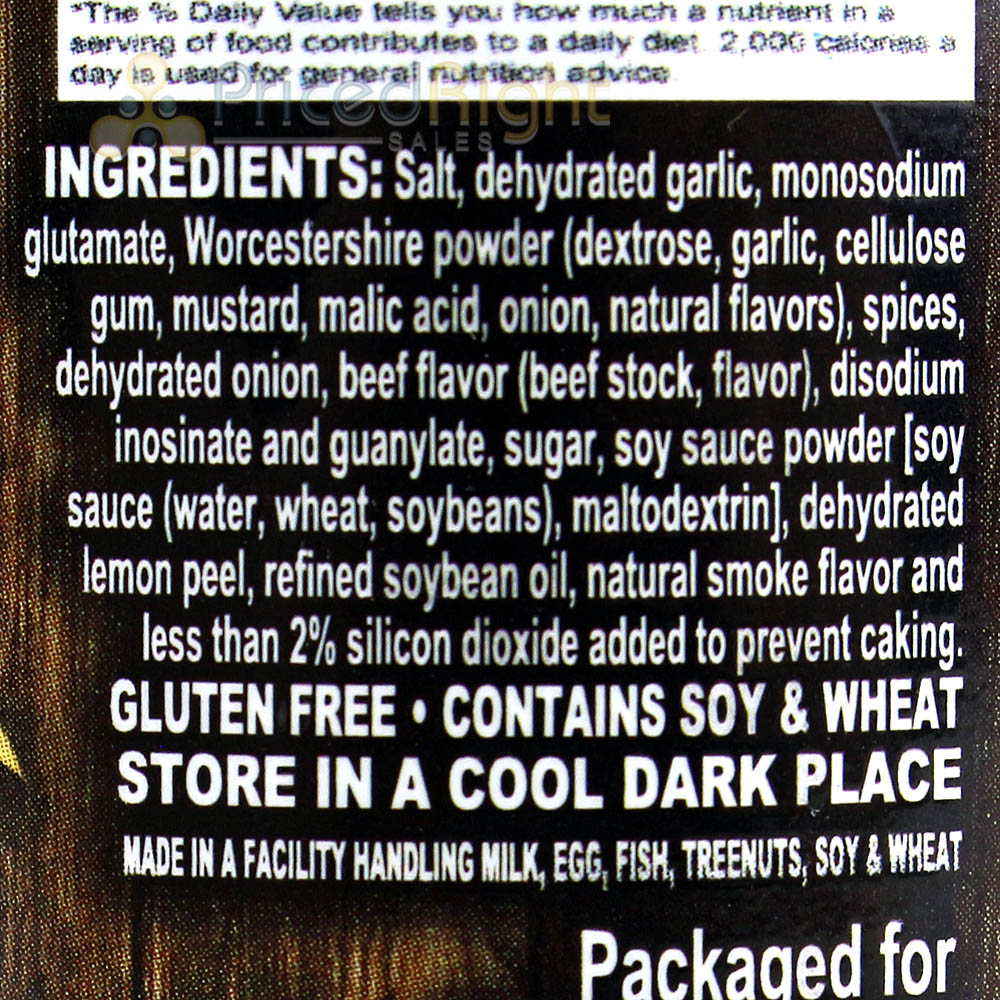 *The % Daily Value tells you how much a nutrient in a
serving of food contributes to a daily diet. 2,000 calories a
day is used for general nutrition advice.
PricedRight
SALES
INGREDIENTS: Salt, dehydrated garlic, monosodium
glutamate, Worcestershire powder (dextrose, garlic, cellulose
gum, mustard, malic acid, onion, natural flavors), spices,
dehydrated onion, beef flavor (beef stock, flavor), disodium
inosinate and guanylate, sugar, soy sauce powder [soy
sauce (water, wheat, soybeans), maltodextrin], dehydrated
lemon peel, refined soybean oil, natural smoke flavor and
less than 2% silicon dioxide added to prevent caking.
GLUTEN FREE • CONTAINS SOY & WHEAT
STORE IN A COOL DARK PLACE
MADE IN A FACILITY HANDLING MILK, EGG, FISH, TREENUTS, SOY & WHEAT
Packaged for